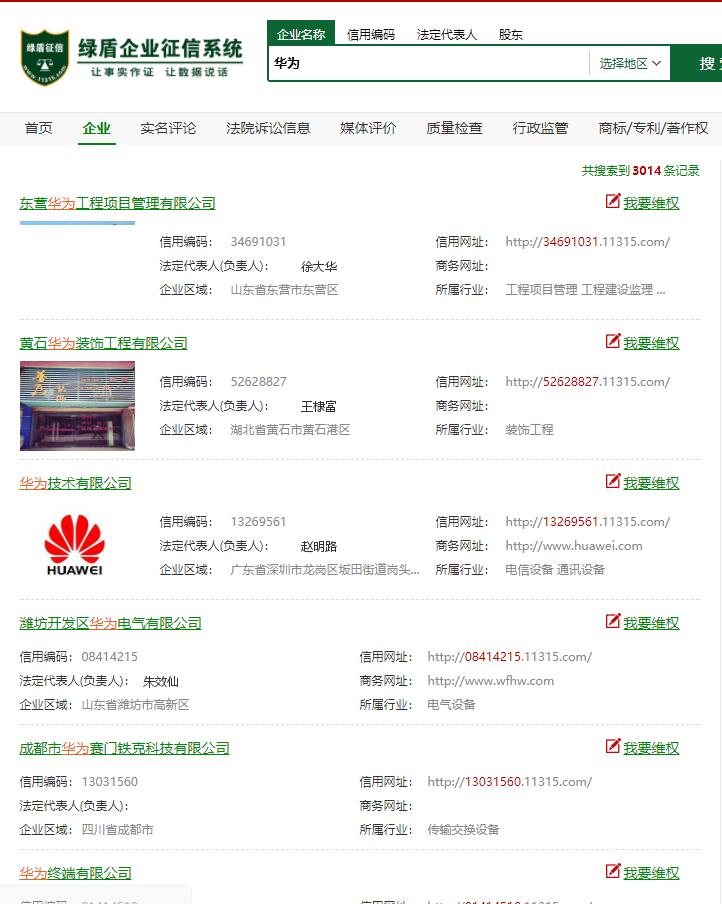 绿盾征信
www.11315.com
绿盾企业征信系统
让事实作证 让数据说话
企业名称 信用编码 法定代表人 股东
华为 选择地区 搜
首页 企业 实名评论 法院诉讼信息 媒体评价 质量检查 行政监管 商标/专利/著作权
共搜索到3014条记录
东营华为工程项目管理有限公司 我要维权
信用编码: 34691031 信用网址: http://34691031.11315.com/
法定代表人(负责人): 徐大华 商务网址:
企业区域: 山东省东营市东营区 所属行业: 工程项目管理 工程建设监理 ...
黄石华为装饰工程有限公司 我要维权
信用编码: 52628827 信用网址: http://52628827.11315.com/
法定代表人(负责人): 王棣富 商务网址:
企业区域: 湖北省黄石市黄石港区 所属行业: 装饰工程
华为技术有限公司 我要维权
HUAWEI
信用编码: 13269561 信用网址: http://13269561.11315.com/
法定代表人(负责人): 赵明路 商务网址: http://www.huawei.com
企业区域: 广东省深圳市龙岗区坂田街道岗头... 所属行业: 电信设备 通讯设备
潍坊开发区华为电气有限公司 我要维权
信用编码: 08414215 信用网址: http://08414215.11315.com/
法定代表人(负责人): 朱效仙 商务网址: http://www.wfhw.com
企业区域: 山东省潍坊市高新区 所属行业: 电气设备
成都市华为赛门铁克科技有限公司 我要维权
信用编码: 13031560 信用网址: http://13031560.11315.com/
法定代表人(负责人): 商务网址:
企业区域: 四川省成都市 所属行业: 传输交换设备
华为终端有限公司 我要维权